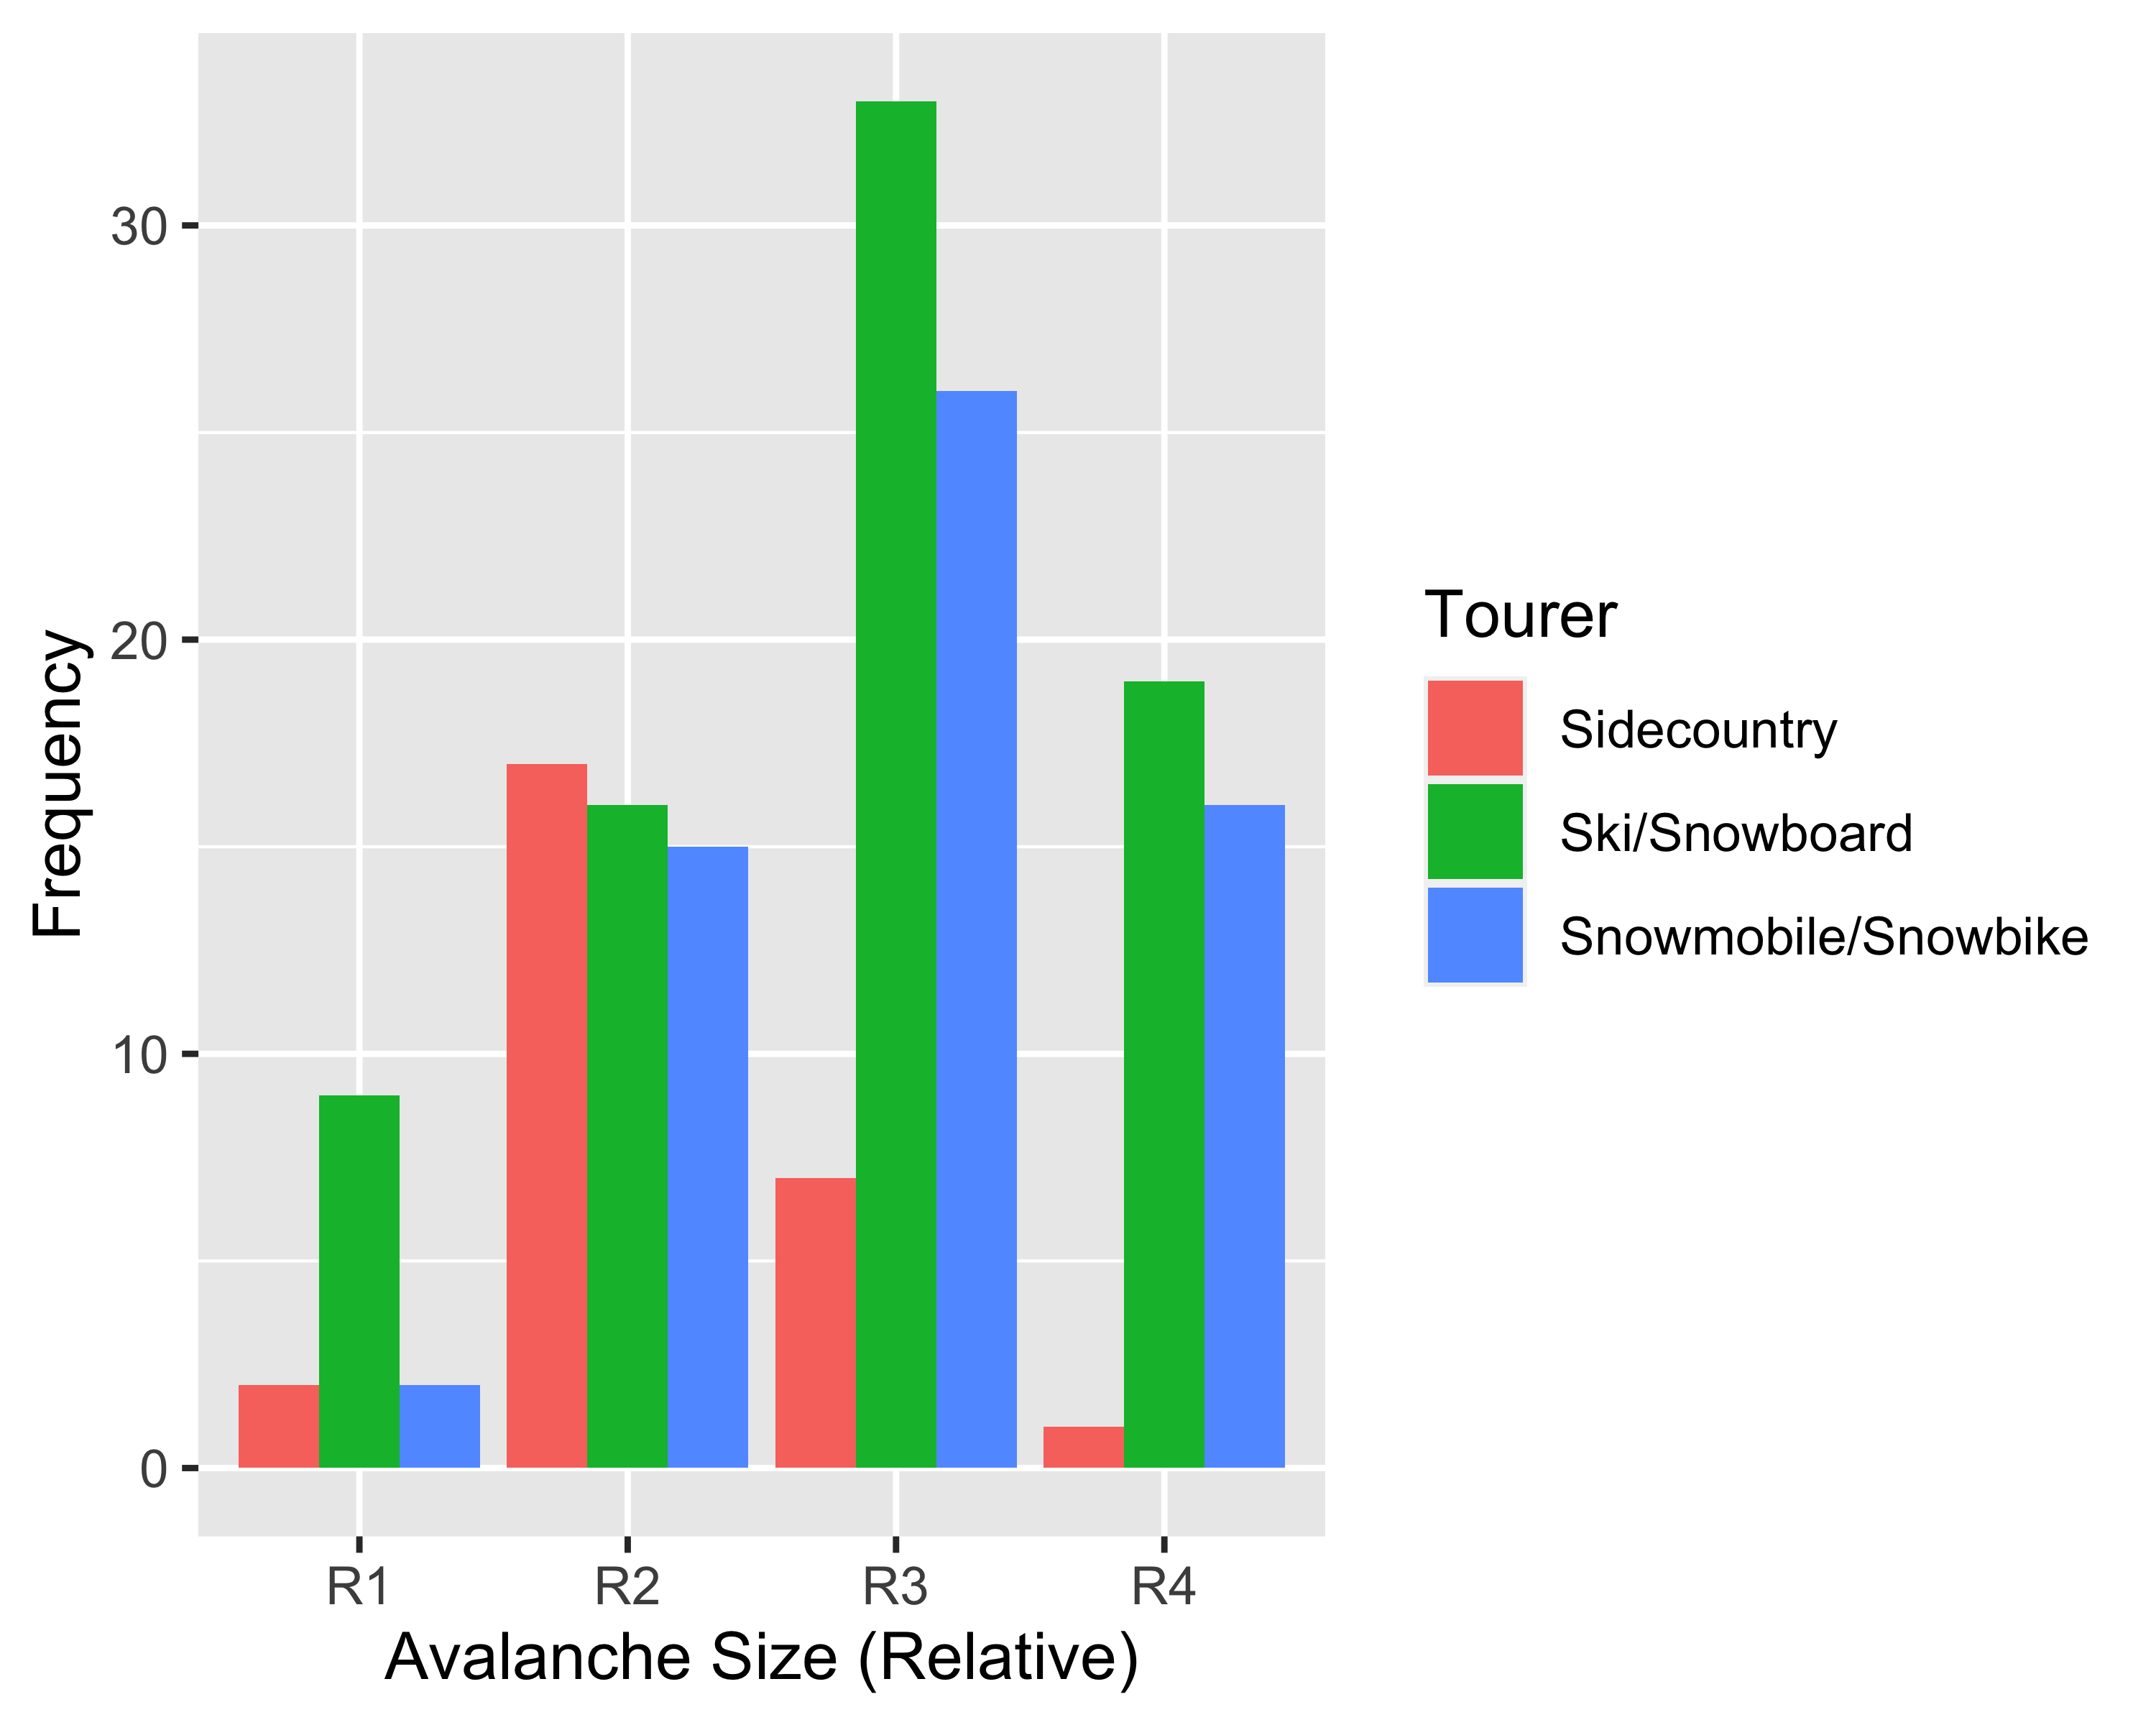 Frequency
30
20
10
0
R1 R2 R3 R4
Avalanche Size (Relative)
Tourer
Sidecountry
Ski/Snowboard
Snowmobile/Snowbike